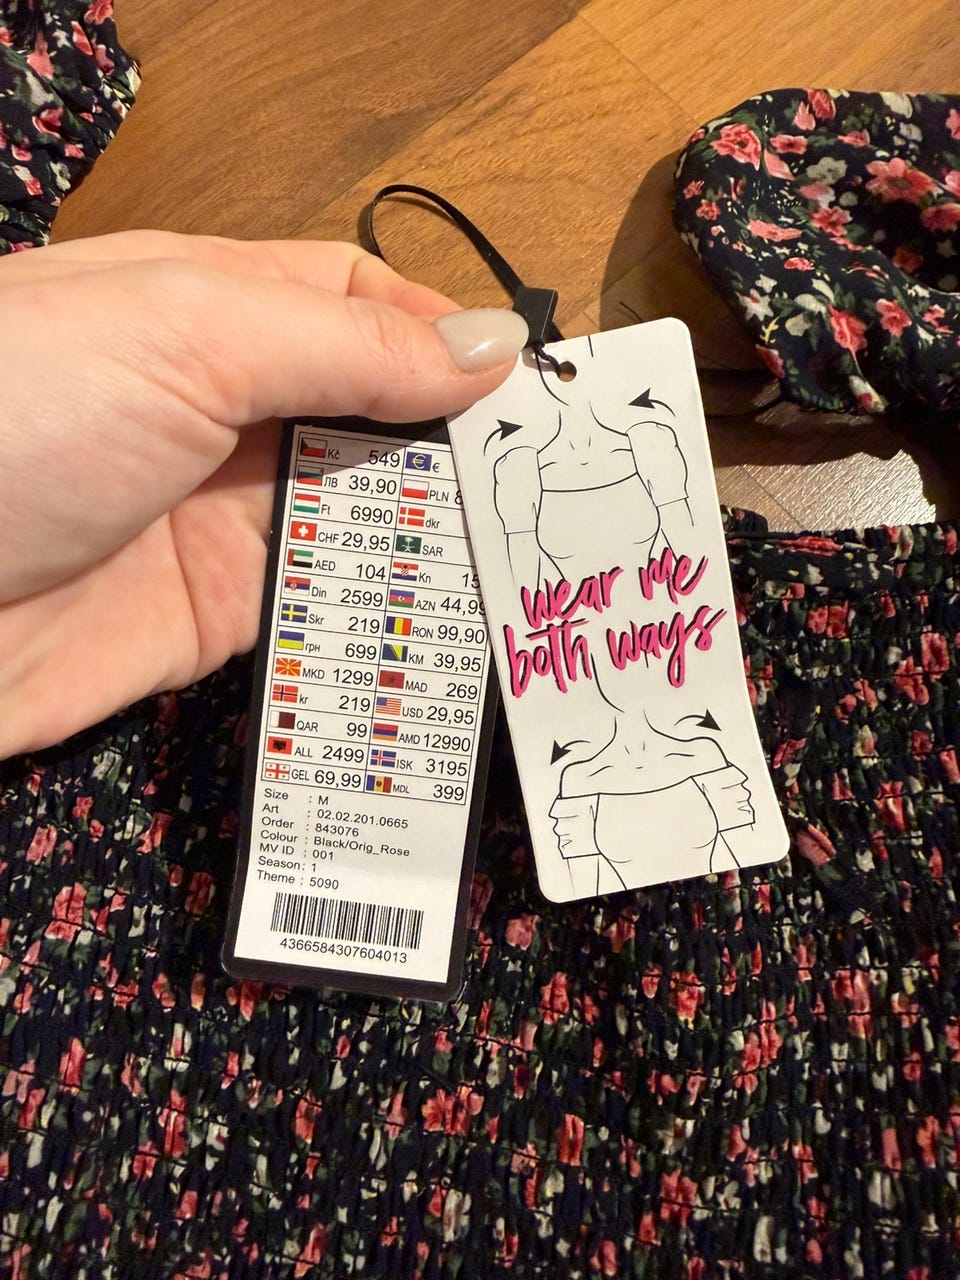 Kč 549 €
ЛВ 39,90 PLN
Ft 6990 dkr
CHF 29,95 SAR
AED 104 Kn
Din 2599 AZN 44,99
Skr 219 RON 99,90
грн 699 KM 39,95
MKD 1299 MAD 269
kr 219 USD 29,95
QAR 99 AMD 12990
ALL 2499 ISK 3195
GEL 69,99 MDL 399
Size : M
Art : 02.02.201.0665
Order : 843076
Colour : Black/Orig_Rose
MV ID : 001
Season : 1
Theme : 5090
4366584307604013
wear me
both ways